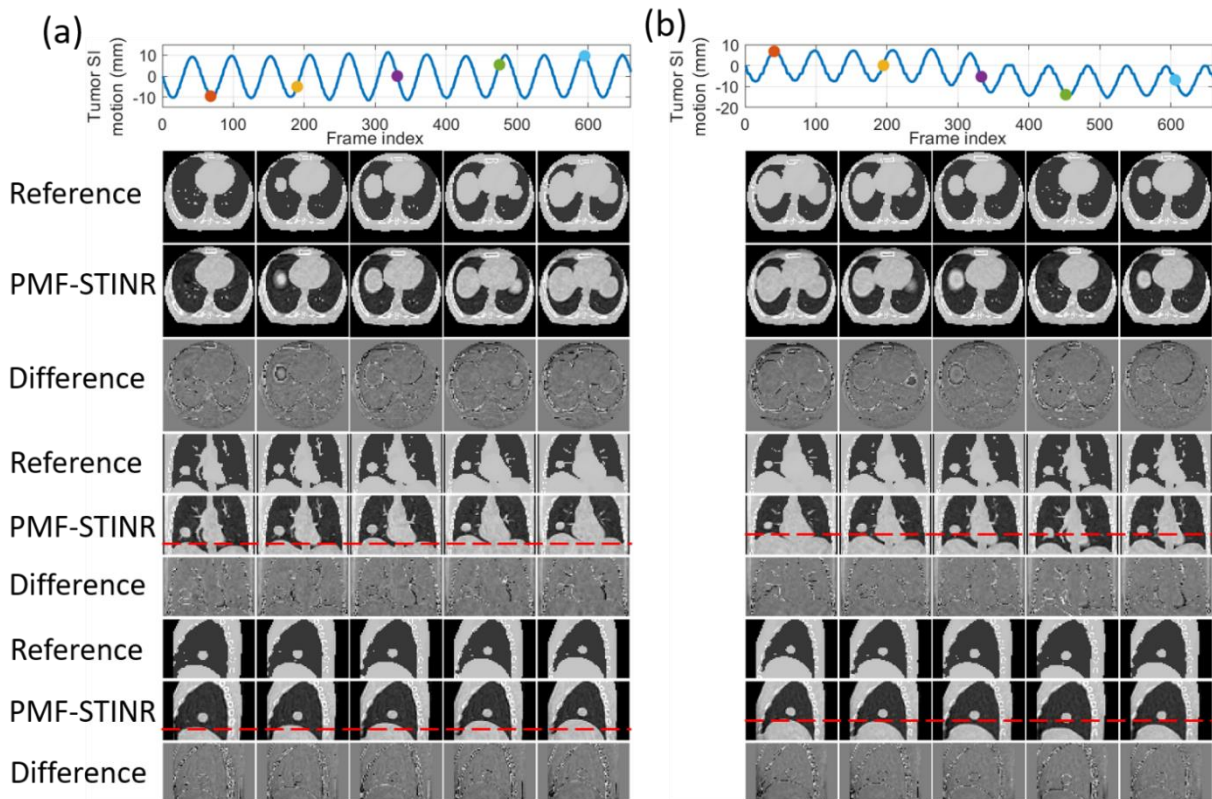 (a)
(b)
Tumor SI
motion (mm)
10
0
-10
0 100 200 300 400 500 600
Frame index
Tumor SI
motion (mm)
10
0
-10
-20
0 100 200 300 400 500 600
Frame index
Reference
PMF-STINR
Difference
Reference
PMF-STINR
Difference
Reference
PMF-STINR
Difference